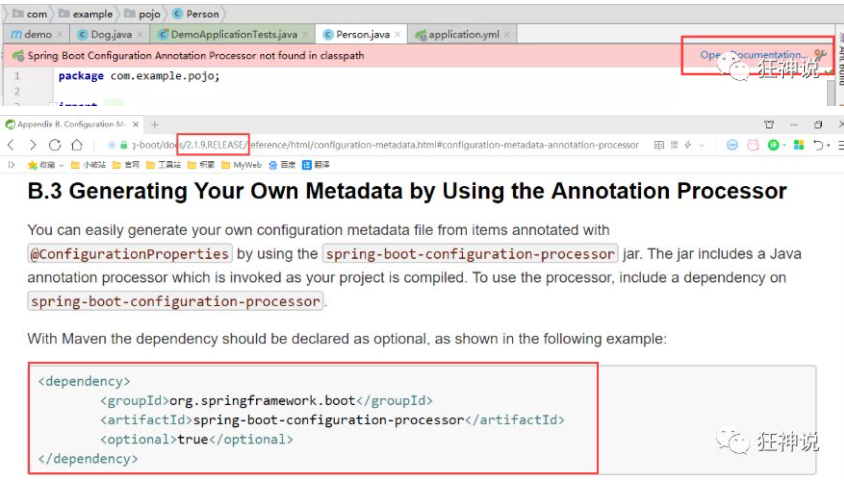 com example pojo Person
demo Dog.java DemoApplicationTests.java Person.java application.yml
Spring Boot Configuration Annotation Processor not found in classpath
Open Documentation...
狂神说
1 package com.example.pojo;
2
Appendix B. Configuration M
-boot/docs/2.1.9.RELEASE/reference/html/configuration-metadata.html#configuration-metadata-annotation-processor
收藏 小破站 官网 工具站 积累 MyWeb 百度 翻译
B.3 Generating Your Own Metadata by Using the Annotation Processor
You can easily generate your own configuration metadata file from items annotated with
@ConfigurationProperties by using the spring-boot-configuration-processor jar. The jar includes a Java
annotation processor which is invoked as your project is compiled. To use the processor, include a dependency on
spring-boot-configuration-processor.
With Maven the dependency should be declared as optional, as shown in the following example:
<dependency>
<groupId>org.springframework.boot</groupId>
<artifactId>spring-boot-configuration-processor</artifactId>
<optional>true</optional>
</dependency>
狂神说